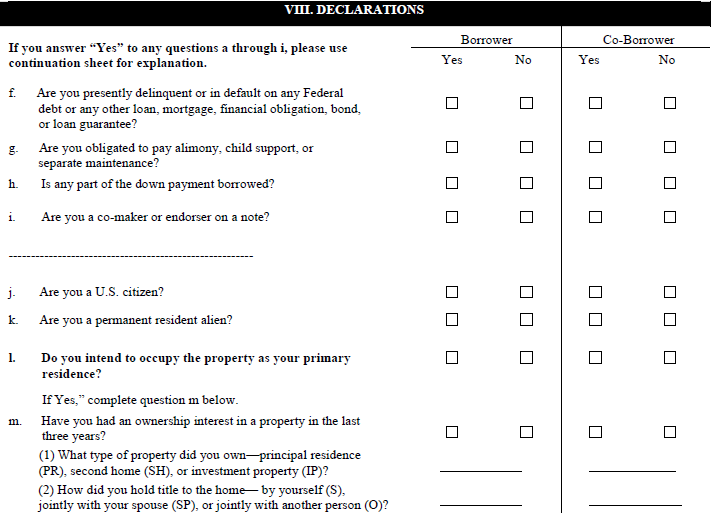 VIII. DECLARATIONS
If you answer “Yes” to any questions a through i, please use
continuation sheet for explanation.
Borrower
Co-Borrower
Yes No Yes No
f. Are you presently delinquent or in default on any Federal
debt or any other loan, mortgage, financial obligation, bond,
or loan guarantee?
g. Are you obligated to pay alimony, child support, or
separate maintenance?
h. Is any part of the down payment borrowed?
i. Are you a co-maker or endorser on a note?
-------------------------------------------------------
j. Are you a U.S. citizen?
k. Are you a permanent resident alien?
l. Do you intend to occupy the property as your primary
residence?
If Yes,” complete question m below.
m. Have you had an ownership interest in a property in the last
three years?
(1) What type of property did you own—principal residence
(PR), second home (SH), or investment property (IP)?
(2) How did you hold title to the home— by yourself (S),
jointly with your spouse (SP), or jointly with another person (O)?